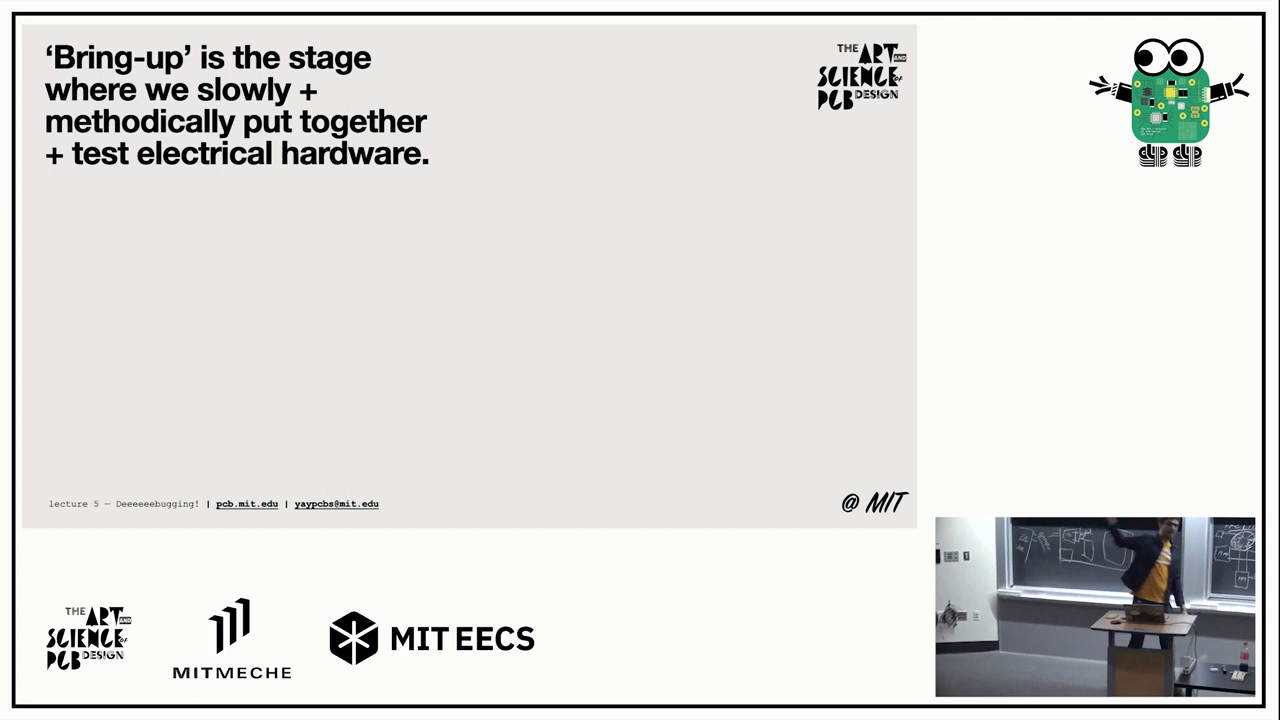 ‘Bring-up’ is the stage
where we slowly +
methodically put together
+ test electrical hardware.
THE ART AND
SCIENCE of
PCB DESIGN
lecture 5 — Deeeeeebugging! | pcb.mit.edu | yaypcbs@mit.edu
@ MIT
THE ART AND
SCIENCE of
PCB DESIGN
MITMECHE
MIT EECS